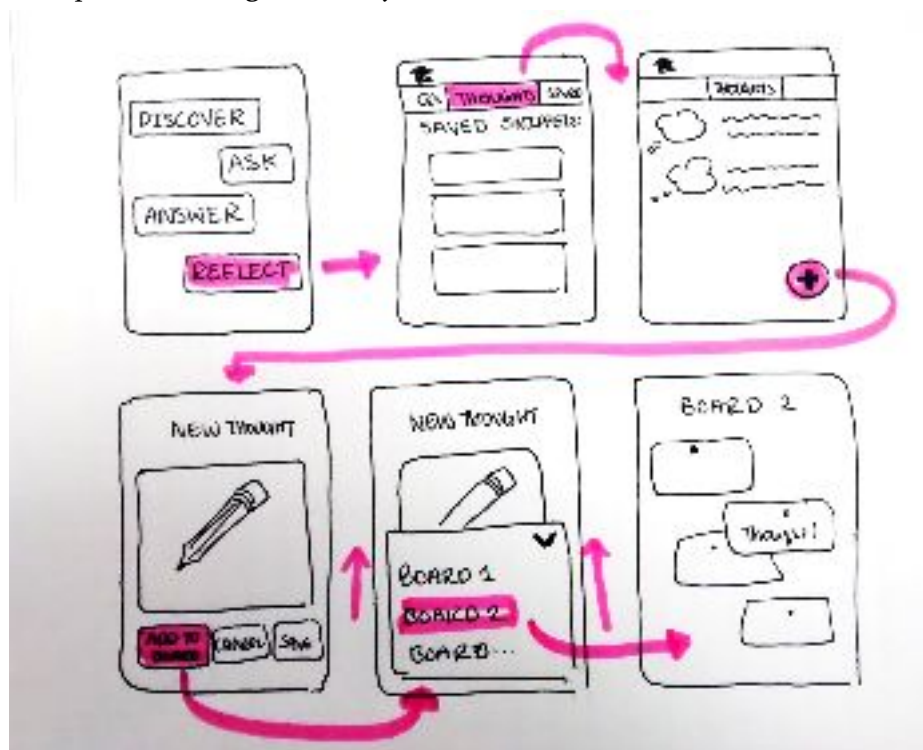 DISCOVER
ASK
ANSWER
REFLECT
THOUGHTS
SAVED
THOUGHTS
NEW THOUGHT
ADD TO
BOARD
CANCEL
SAVE
NEW THOUGHT
BOARD 1
BOARD 2
BOARD...
BOARD 2
Thought